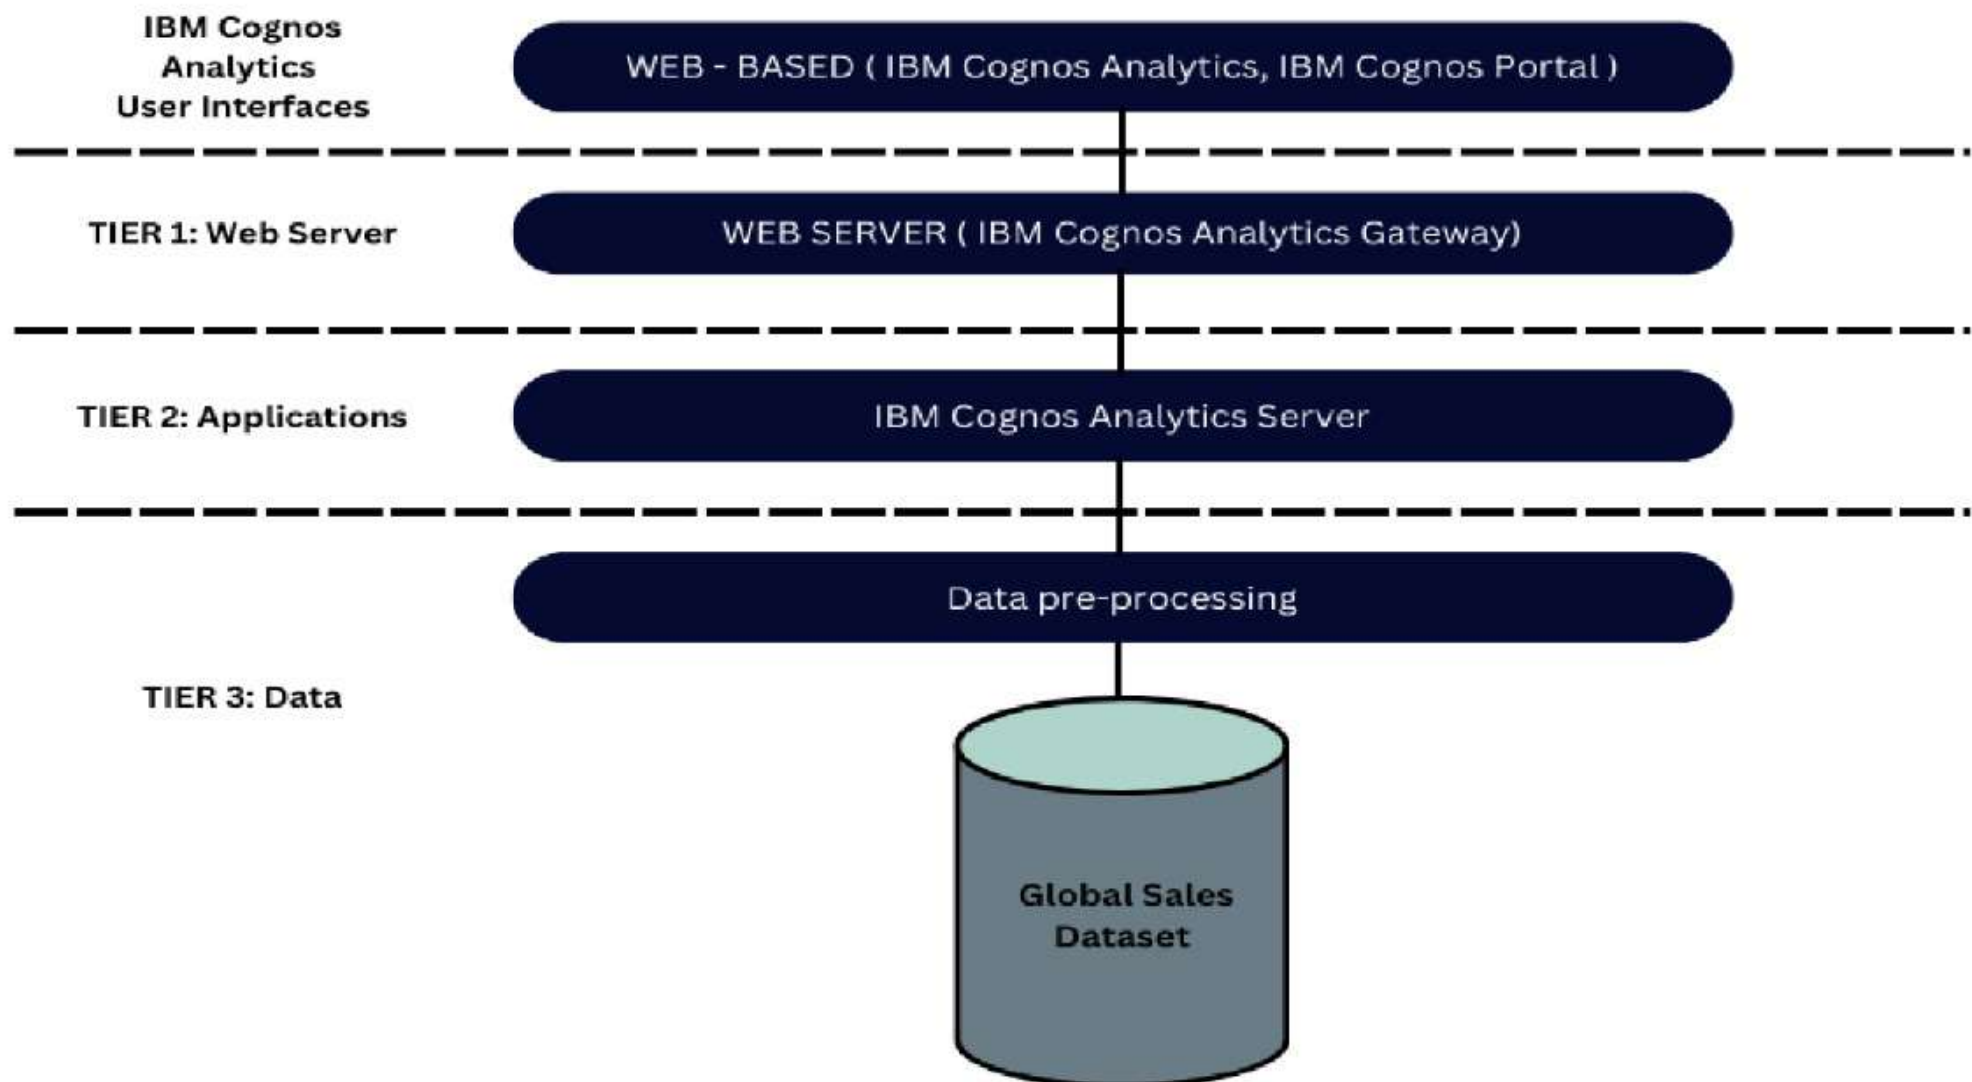 IBM Cognos
Analytics
User Interfaces
WEB - BASED ( IBM Cognos Analytics, IBM Cognos Portal )
TIER 1: Web Server
WEB SERVER ( IBM Cognos Analytics Gateway)
TIER 2: Applications
IBM Cognos Analytics Server
Data pre-processing
TIER 3: Data
Global Sales
Dataset